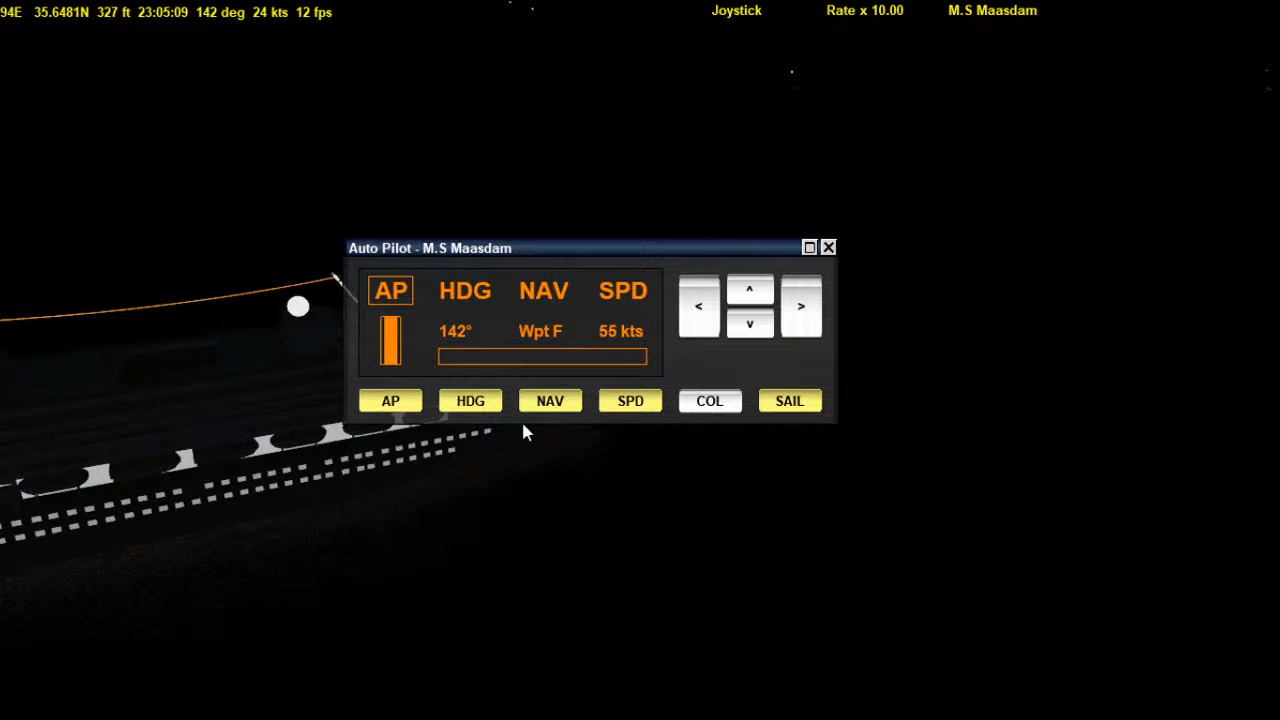 94E 35.6481N 327 ft 23:05:09 142 deg 24 kts 12 fps Joystick Rate x 10.00 M.S Maasdam
Auto Pilot - M.S Maasdam
AP HDG NAV SPD
142° Wpt F 55 kts
< ^ v >
AP HDG NAV SPD COL SAIL